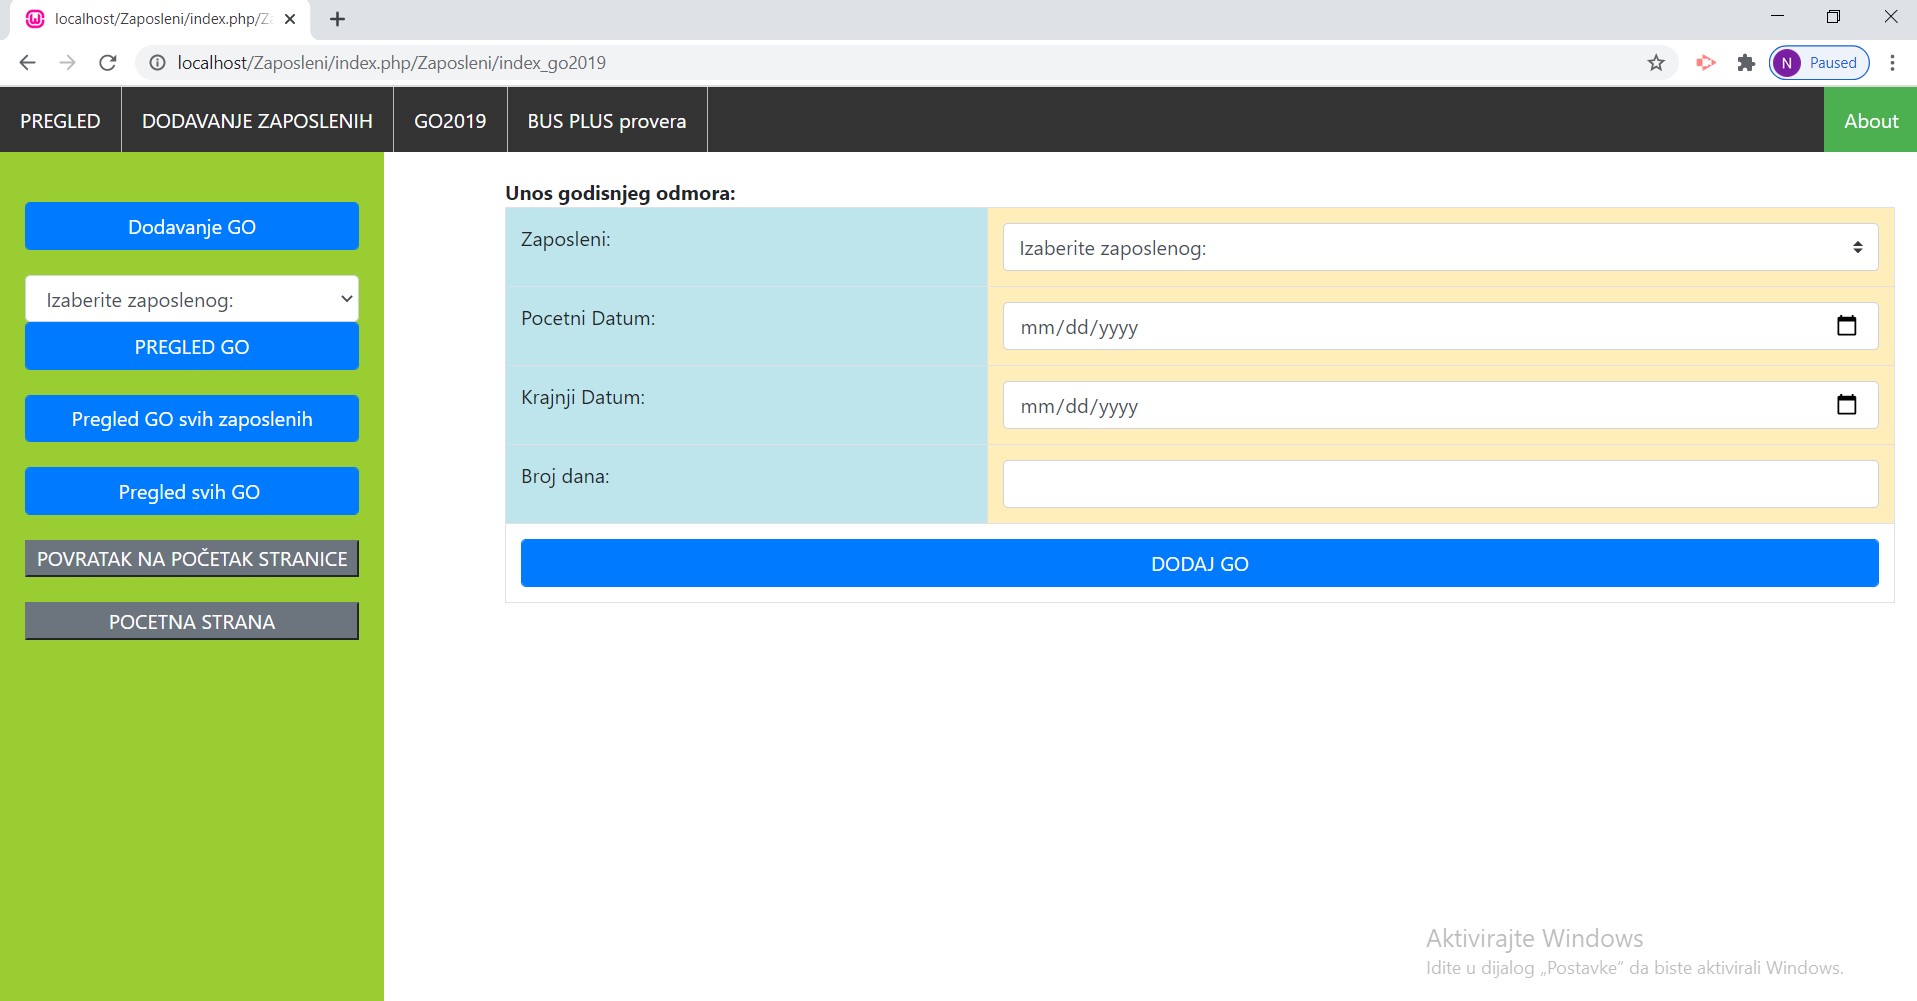 localhost/Zaposleni/index.php/Z
localhost/Zaposleni/index.php/Zaposleni/index_go2019
N Paused
PREGLED DODAVANJE ZAPOSLENIH GO2019 BUS PLUS provera About
Dodavanje GO
Izaberite zaposlenog:
PREGLED GO
Pregled GO svih zaposlenih
Pregled svih GO
POVRATAK NA POČETAK STRANICE
POCETNA STRANA
Unos godisnjeg odmora:
Zaposleni: Izaberite zaposlenog:
Pocetni Datum: mm/dd/yyyy
Krajnji Datum: mm/dd/yyyy
Broj dana:
DODAJ GO
Aktivirajte Windows
Idite u dijalog „Postavke“ da biste aktivirali Windows.